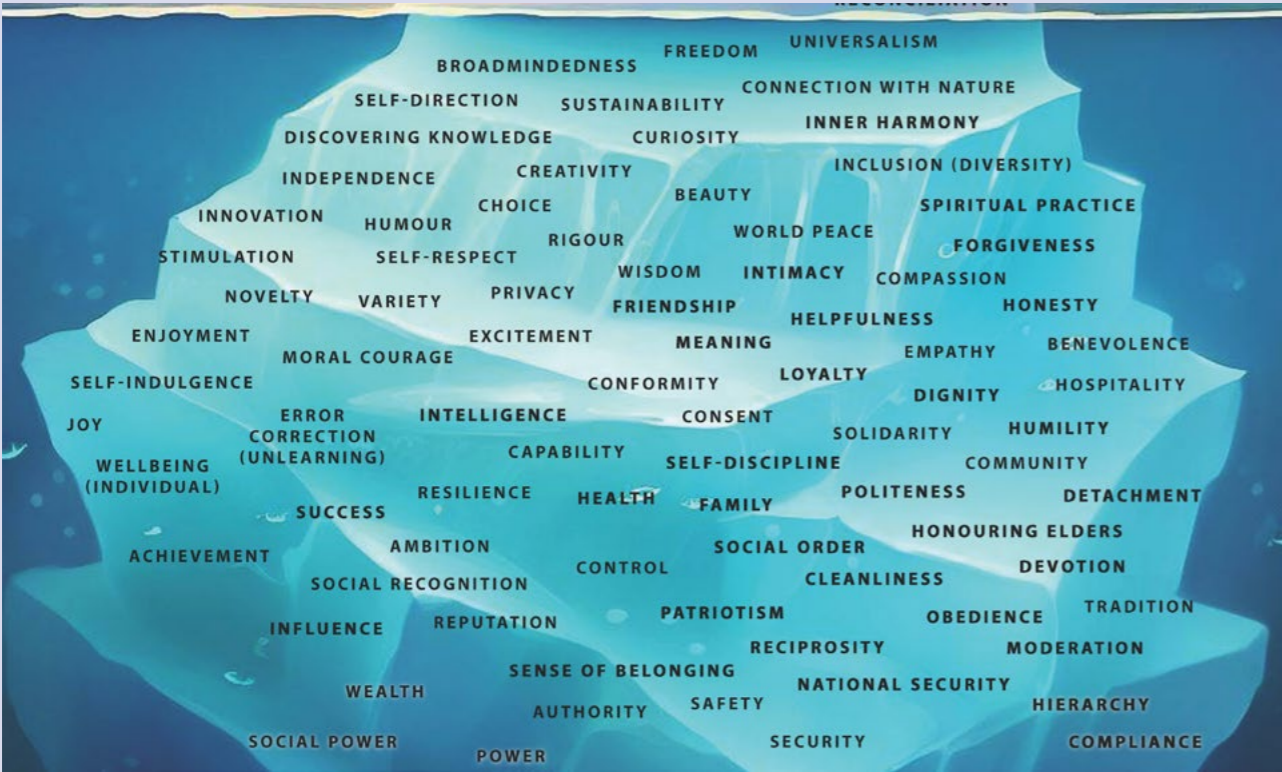 UNIVERSALISM
FREEDOM
BROADMINDEDNESS
CONNECTION WITH NATURE
SELF-DIRECTION
SUSTAINABILITY
INNER HARMONY
DISCOVERING KNOWLEDGE
CURIOSITY
INCLUSION (DIVERSITY)
CREATIVITY
INDEPENDENCE
BEAUTY
CHOICE
SPIRITUAL PRACTICE
INNOVATION
HUMOUR
WORLD PEACE
RIGOUR
FORGIVENESS
STIMULATION
SELF-RESPECT
WISDOM
INTIMACY
COMPASSION
NOVELTY
VARIETY
PRIVACY
FRIENDSHIP
HONESTY
HELPFULNESS
ENJOYMENT
EXCITEMENT
MEANING
BENEVOLENCE
EMPATHY
MORAL COURAGE
LOYALTY
SELF-INDULGENCE
CONFORMITY
HOSPITALITY
DIGNITY
JOY
ERROR
CORRECTION
(UNLEARNING)
INTELLIGENCE
CONSENT
SOLIDARITY
HUMILITY
CAPABILITY
SELF-DISCIPLINE
COMMUNITY
WELLBEING
(INDIVIDUAL)
RESILIENCE
HEALTH
FAMILY
POLITENESS
DETACHMENT
SUCCESS
HONOURING ELDERS
ACHIEVEMENT
AMBITION
SOCIAL ORDER
CONTROL
DEVOTION
SOCIAL RECOGNITION
CLEANLINESS
TRADITION
PATRIOTISM
OBEDIENCE
INFLUENCE
REPUTATION
RECIPROSITY
MODERATION
SENSE OF BELONGING
NATIONAL SECURITY
WEALTH
AUTHORITY
SAFETY
HIERARCHY
SOCIAL POWER
POWER
SECURITY
COMPLIANCE